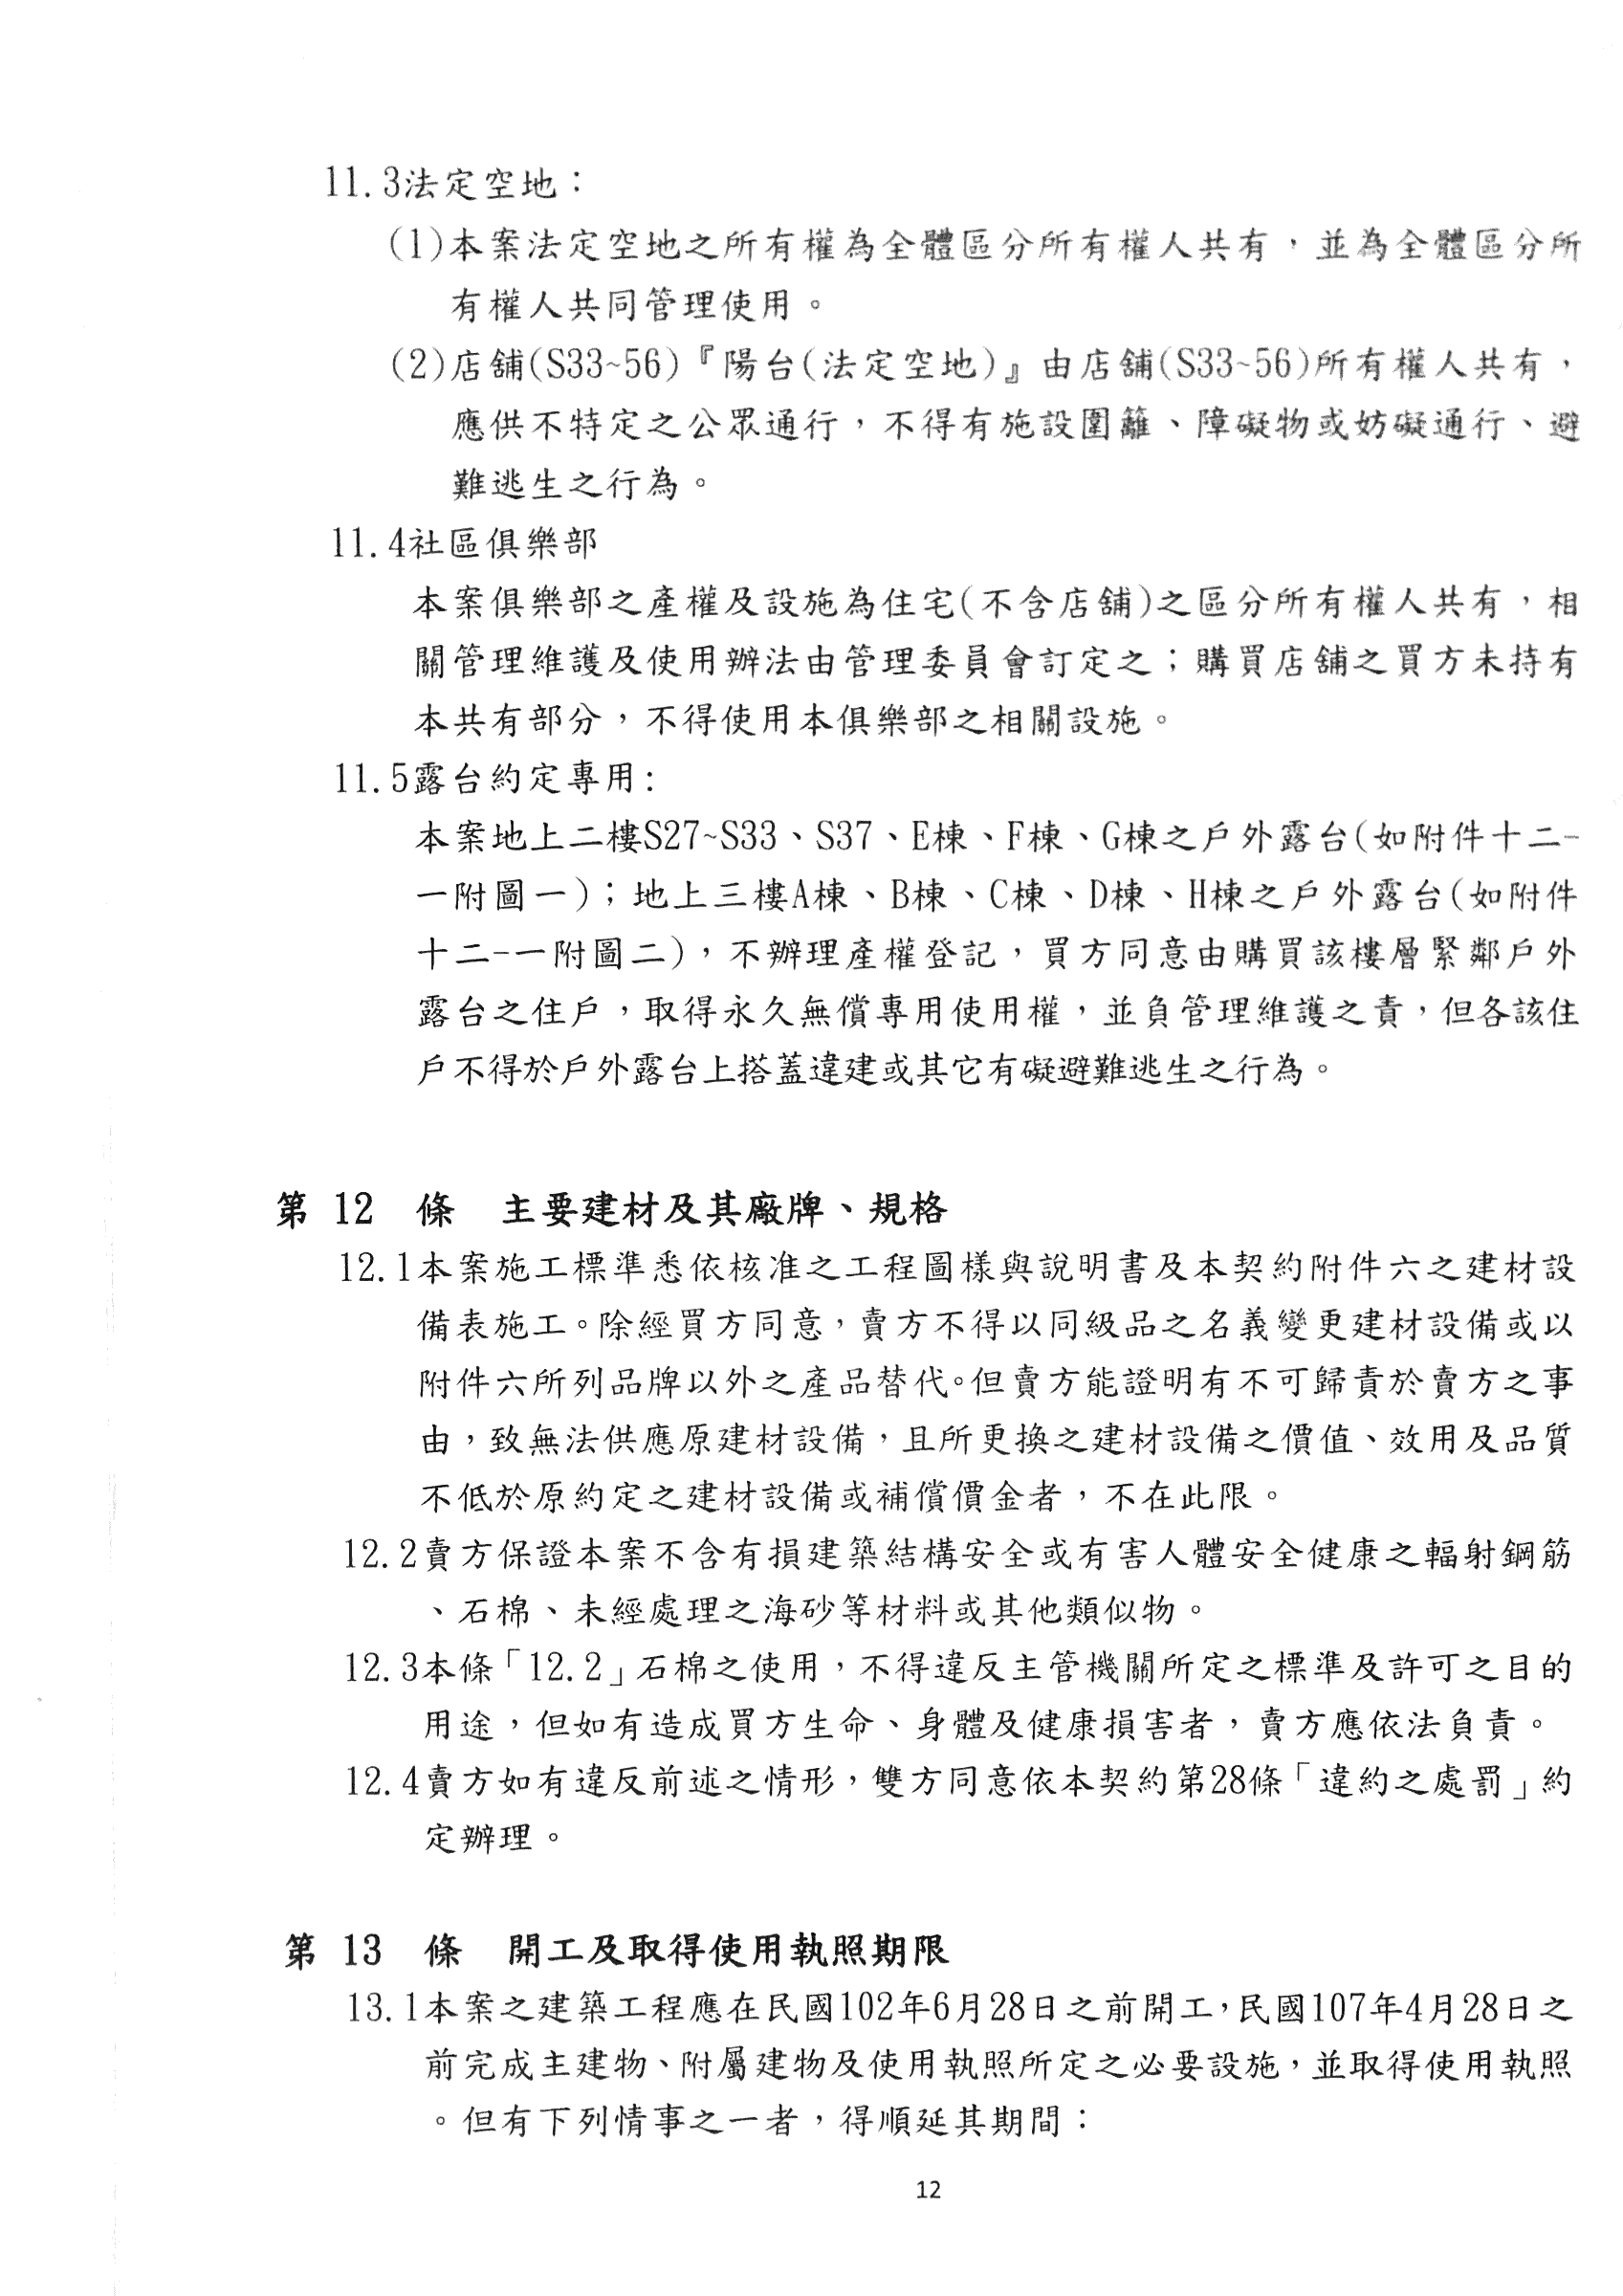 11.3法定空地：
(1)本案法定空地之所有權為全體區分所有權人共有，並為全體區分所
有權人共同管理使用。
(2)店舖(S33~56)『陽台(法定空地)』由店舖(S33~56)所有權人共有，
應供不特定之公眾通行，不得有施設圍籬、障礙物或妨礙通行、避
難逃生之行為。
11.4社區俱樂部
本案俱樂部之產權及設施為住宅(不含店舖)之區分所有權人共有，相
關管理維護及使用辦法由管理委員會訂定之；購買店舖之買方未持有
本共有部分，不得使用本俱樂部之相關設施。
11.5露台約定專用：
本案地上二樓S27~S33、S37、E棟、F棟、G棟之戶外露台(如附件十二-
一附圖一)；地上三樓A棟、B棟、C棟、D棟、H棟之戶外露台(如附件
十二-一附圖二)，不辦理產權登記，買方同意由購買該樓層緊鄰戶外
露台之住戶，取得永久無償專用使用權，並負管理維護之責，但各該住
戶不得於戶外露台上搭蓋違建或其它有礙避難逃生之行為。
第 12 條 主要建材及其廠牌、規格
12.1本案施工標準悉依核准之工程圖樣與說明書及本契約附件六之建材設
備表施工。除經買方同意，賣方不得以同級品之名義變更建材設備或以
附件六所列品牌以外之產品替代。但賣方能證明有不可歸責於賣方之事
由，致無法供應原建材設備，且所更換之建材設備之價值、效用及品質
不低於原約定之建材設備或補償價金者，不在此限。
12.2賣方保證本案不含有損建築結構安全或有害人體安全健康之輻射鋼筋
、石棉、未經處理之海砂等材料或其他類似物。
12.3本條「12.2」石棉之使用，不得違反主管機關所定之標準及許可之目的
用途，但如有造成買方生命、身體及健康損害者，賣方應依法負責。
12.4賣方如有違反前述之情形，雙方同意依本契約第28條「違約之處罰」約
定辦理。
第 13 條 開工及取得使用執照期限
13.1本案之建築工程應在民國102年6月28日之前開工，民國107年4月28日之
前完成主建物、附屬建物及使用執照所定之必要設施，並取得使用執照
。但有下列情事之一者，得順延其期間：
12